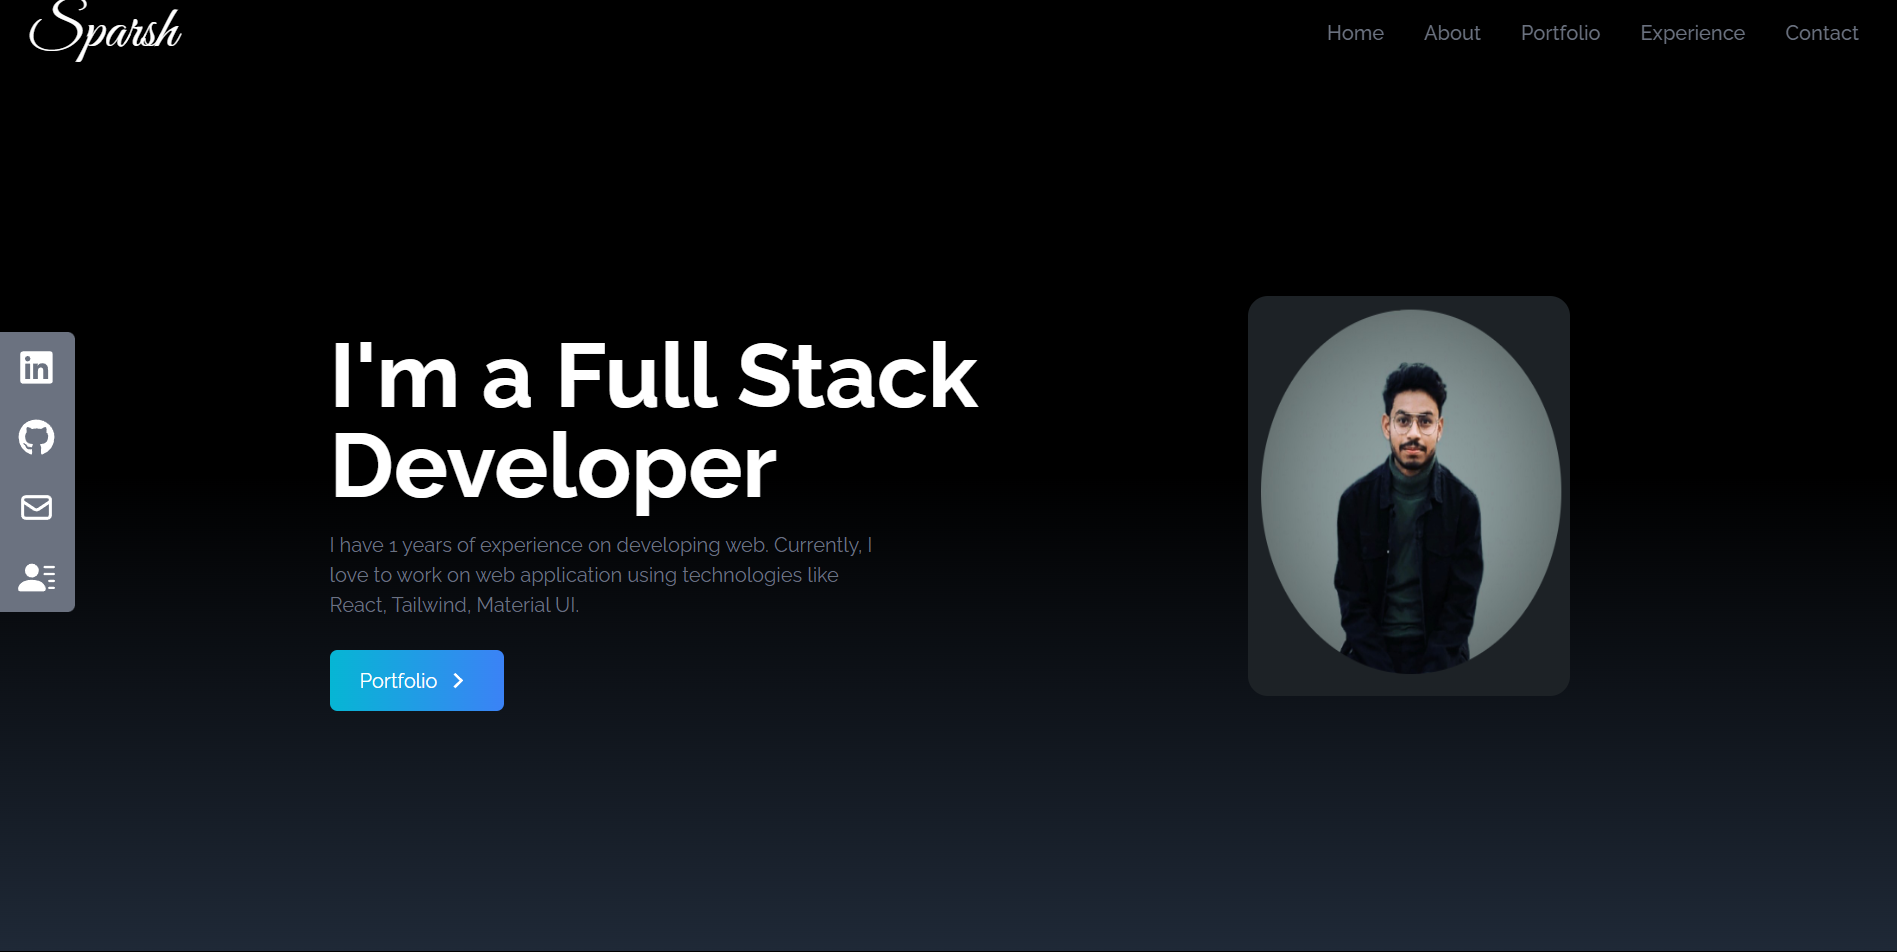 Sparsh
Home About Portfolio Experience Contact
I'm a Full Stack
Developer
I have 1 years of experience on developing web. Currently, I
love to work on web application using technologies like
React, Tailwind, Material UI.
Portfolio
in